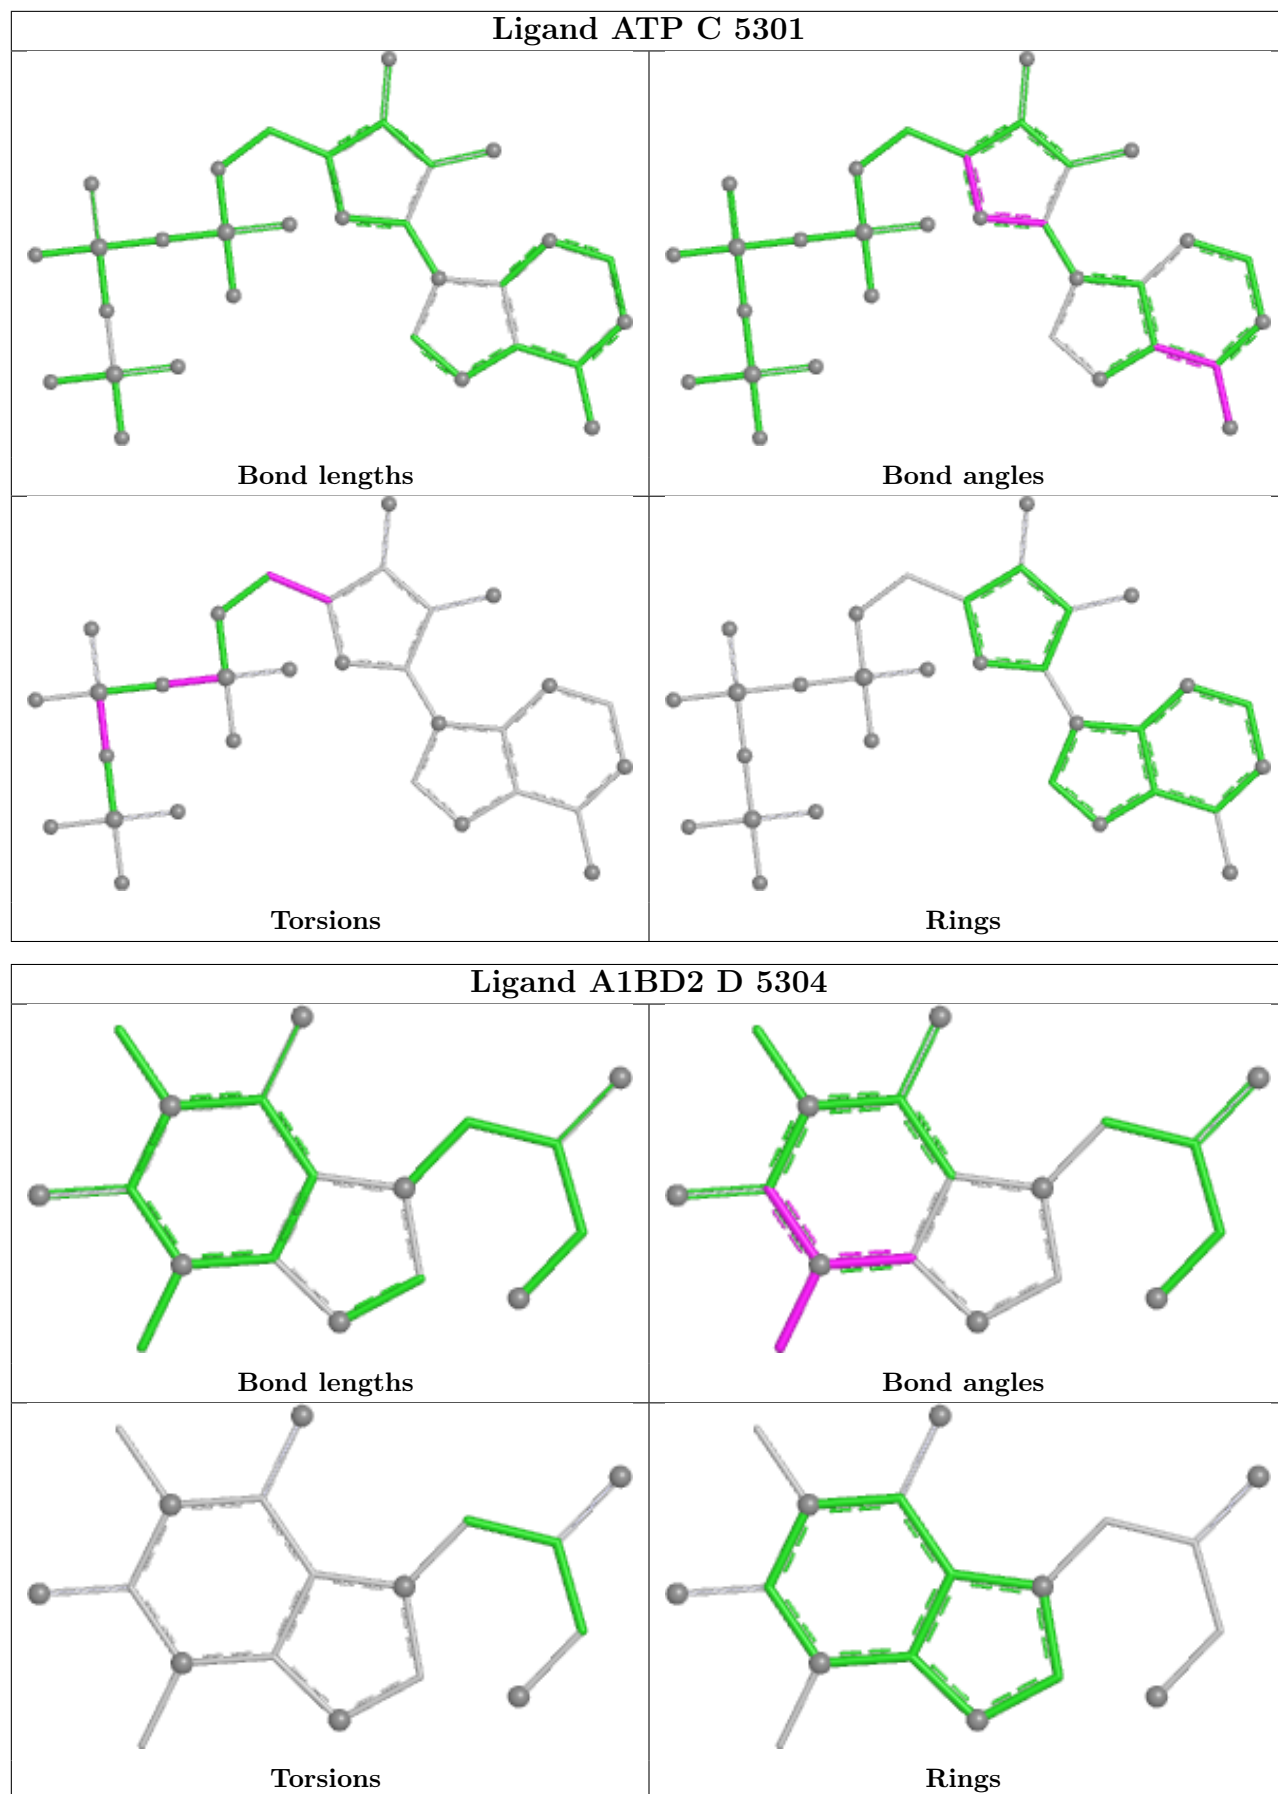 Ligand ATP C 5301
Bond lengths
Bond angles
Torsions
Rings
Ligand A1BD2 D 5304
Bond lengths
Bond angles
Torsions
Rings